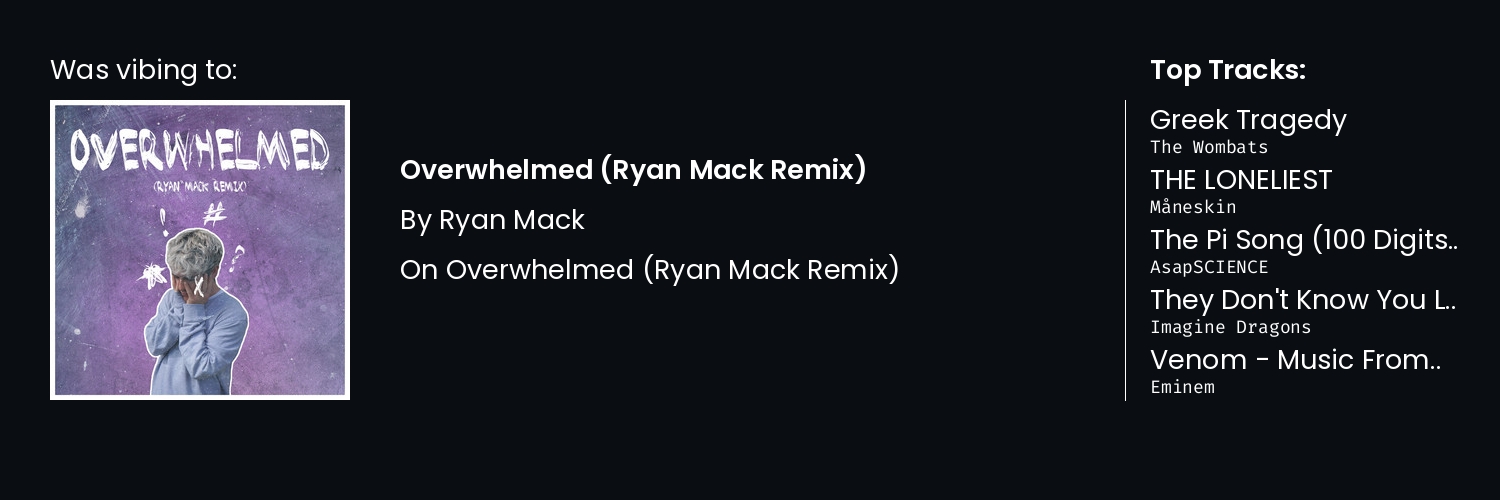 Was vibing to:
OVERWHELMED
(RYAN MACK REMIX)
Overwhelmed (Ryan Mack Remix)
By Ryan Mack
On Overwhelmed (Ryan Mack Remix)
Top Tracks:
Greek Tragedy
The Wombats
THE LONELIEST
Måneskin
The Pi Song (100 Digits..
AsapSCIENCE
They Don't Know You L..
Imagine Dragons
Venom - Music From..
Eminem